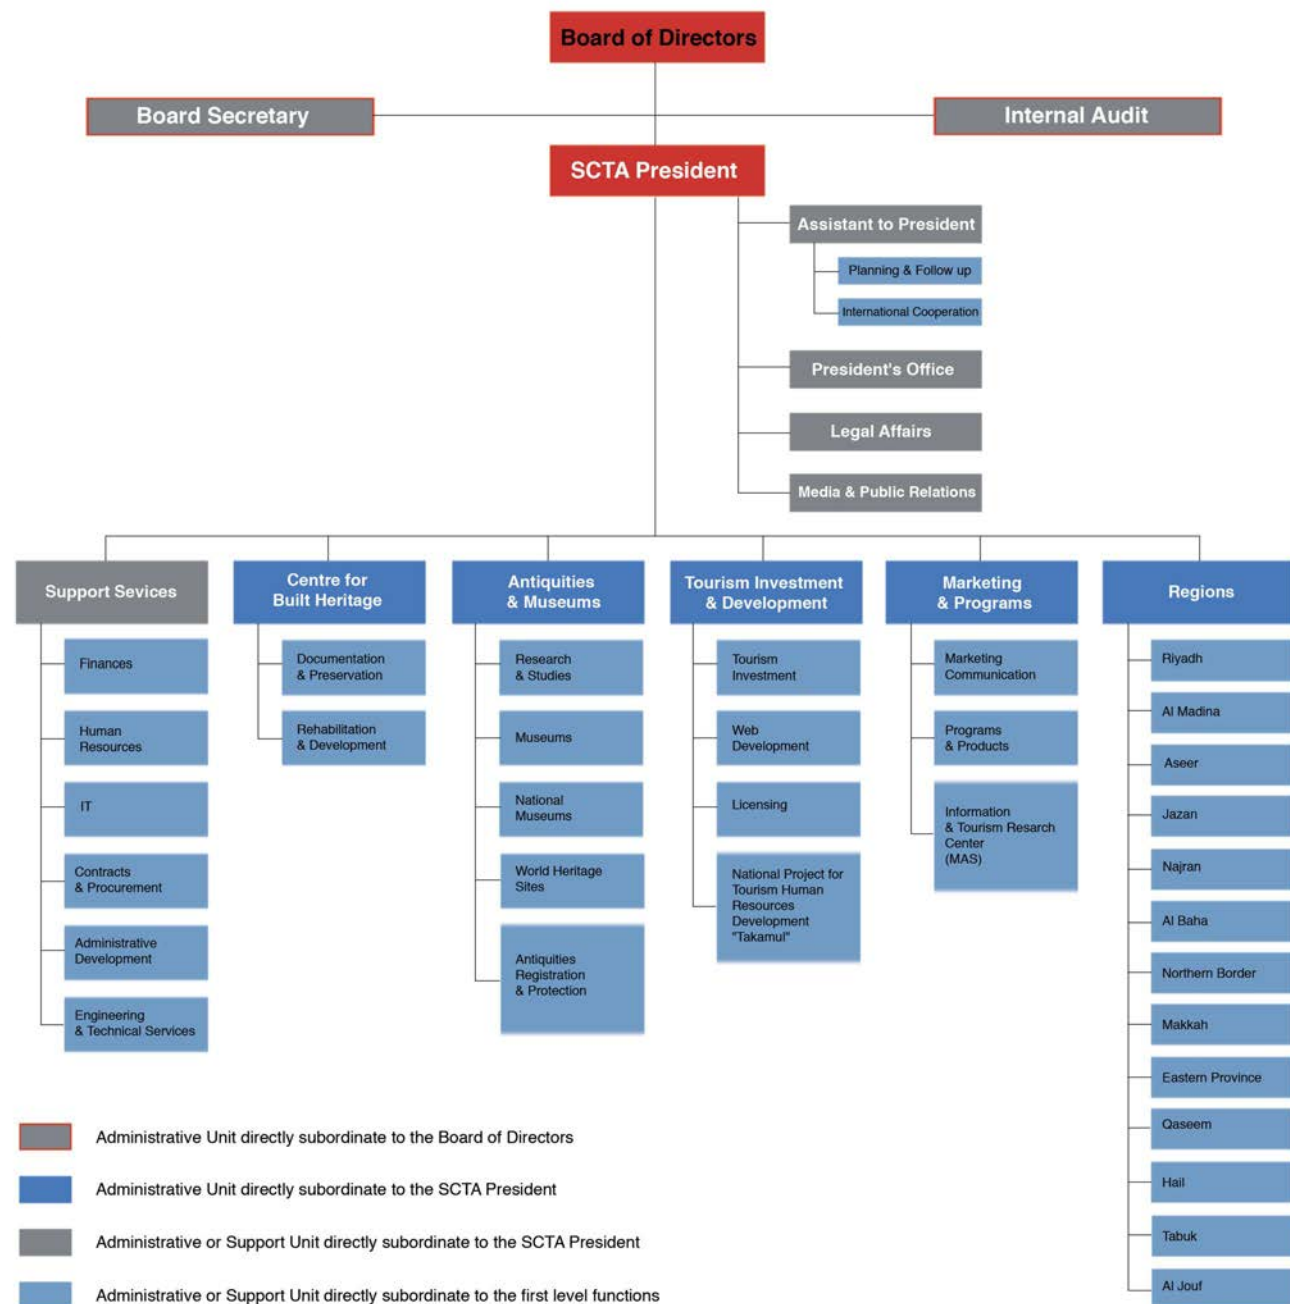 Board of Directors
Board Secretary
Internal Audit
SCTA President
Assistant to President
Planning & Follow up
International Cooperation
President's Office
Legal Affairs
Media & Public Relations
Support Sevices
Finances
Human
Resources
IT
Contracts
& Procurement
Administrative
Development
Engineering
& Technical Services
Centre for
Built Heritage
Documentation
& Preservation
Rehabilitation
& Development
Antiquities
& Museums
Research
& Studies
Museums
National
Museums
World Heritage
Sites
Antiquities
Registration
& Protection
Tourism Investment
& Development
Tourism
Investment
Web
Development
Licensing
National Project for
Tourism Human
Resources
Development
"Takamul"
Marketing
& Programs
Marketing
Communication
Programs
& Products
Information
& Tourism Resarch
Center
(MAS)
Regions
Riyadh
Al Madina
Aseer
Jazan
Najran
Al Baha
Northern Border
Makkah
Eastern Province
Qaseem
Hail
Tabuk
Al Jouf
Administrative Unit directly subordinate to the Board of Directors
Administrative Unit directly subordinate to the SCTA President
Administrative or Support Unit directly subordinate to the SCTA President
Administrative or Support Unit directly subordinate to the first level functions